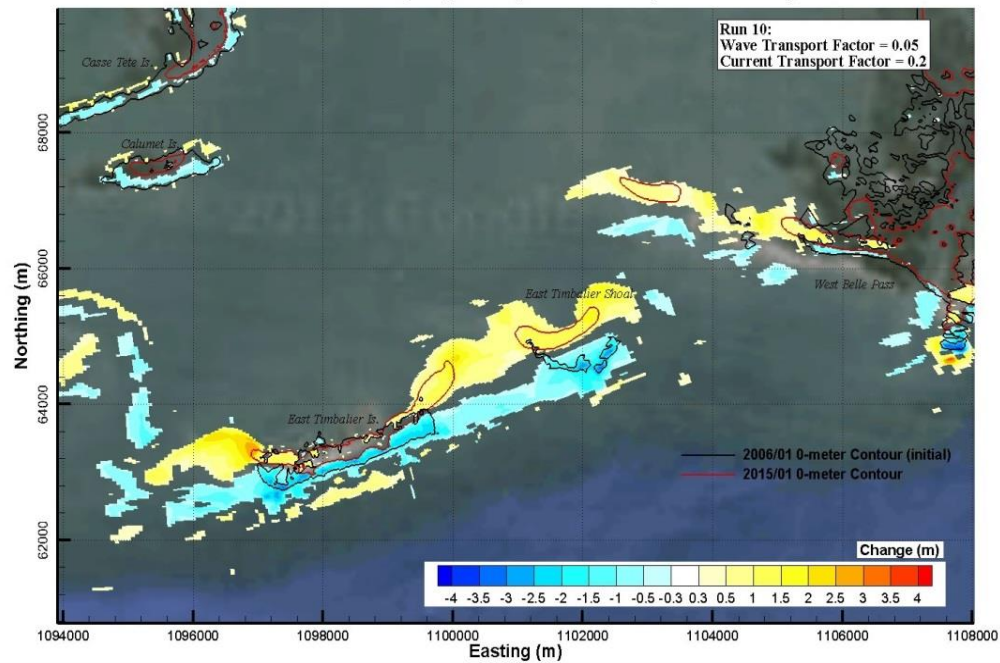 Run 10:
Wave Transport Factor = 0.05
Current Transport Factor = 0.2
Casse Tete Is.
Calumet Is.
East Timbalier Shoal
West Belle Pass
East Timbalier Is.
2006/01 0-meter Contour (initial)
2015/01 0-meter Contour
Change (m)
-4 -3.5 -3 -2.5 -2 -1.5 -1 -0.5 -0.3 0.3 0.5 1 1.5 2 2.5 3 3.5 4
Northing (m)
68000
66000
64000
62000
1094000 1096000 1098000 1100000 1102000 1104000 1106000 1108000
Easting (m)